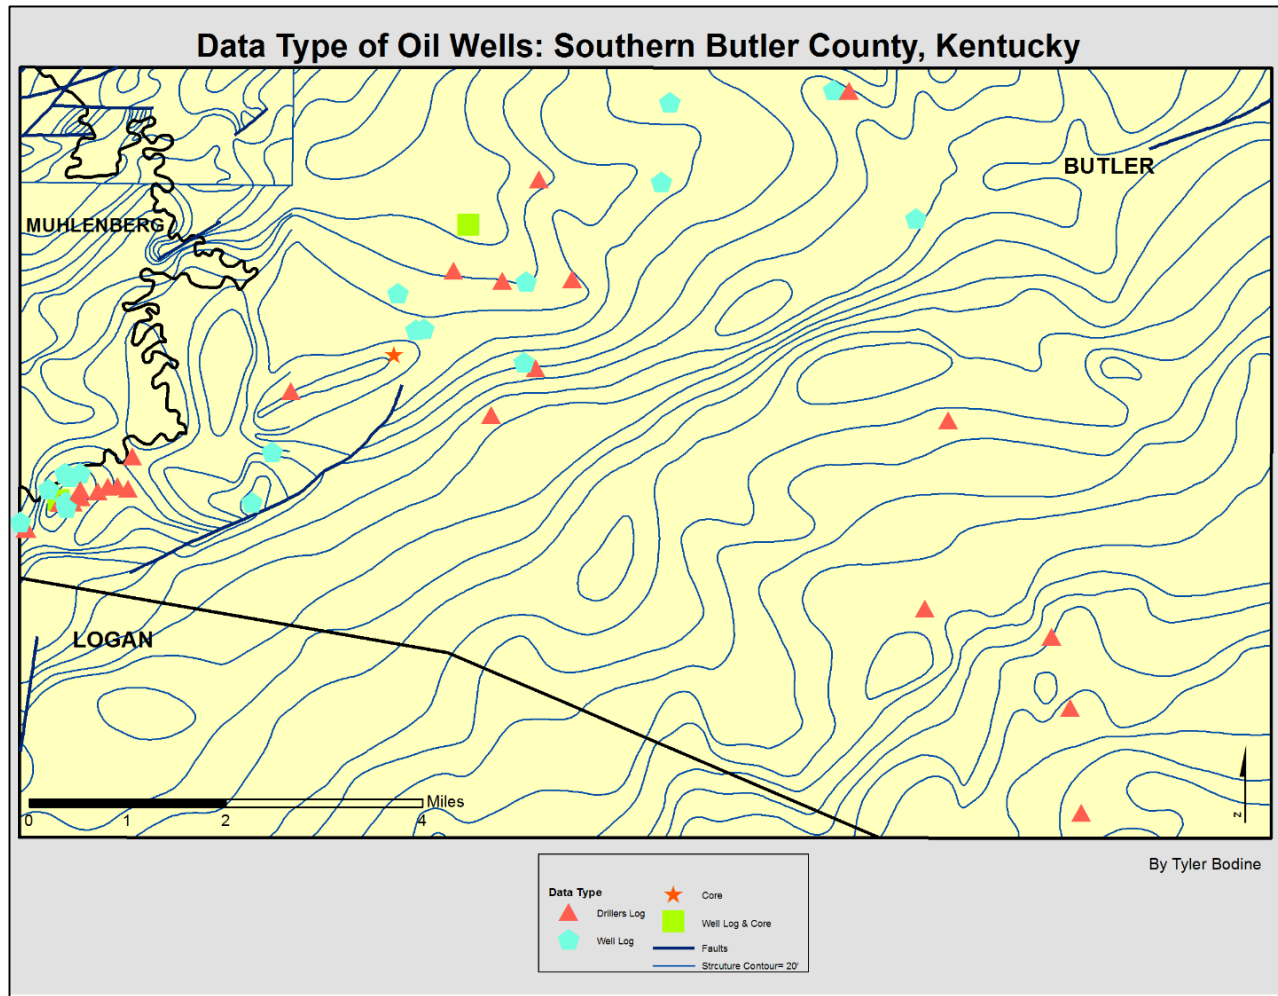 Data Type of Oil Wells: Southern Butler County, Kentucky
BUTLER
MUHLENBERG
LOGAN
Miles
0 1 2 4
z
By Tyler Bodine
Data Type
Drillers Log
Well Log
Core
Well Log & Core
Faults
Strcuture Contour= 20'